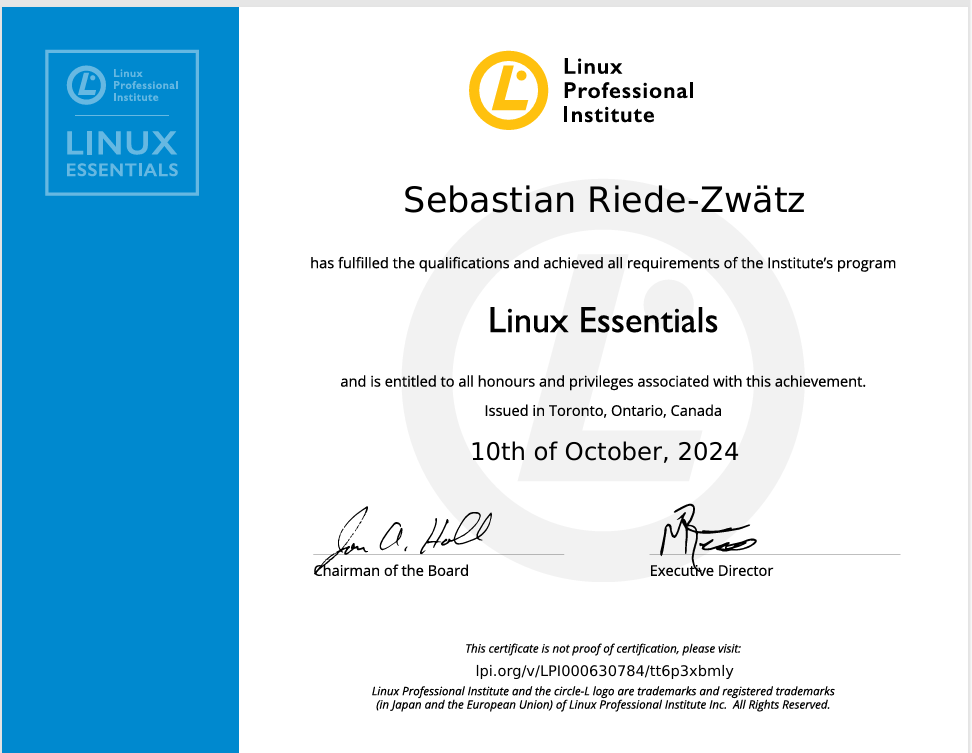 Linux
Professional
Institute
LINUX
ESSENTIALS
Linux
Professional
Institute
Sebastian Riede-Zwätz
has fulfilled the qualifications and achieved all requirements of the Institute’s program
Linux Essentials
and is entitled to all honours and privileges associated with this achievement.
Issued in Toronto, Ontario, Canada
10th of October, 2024
Jon A. Hall
Chairman of the Board
Executive Director
This certificate is not proof of certification, please visit:
lpi.org/v/LPI000630784/tt6p3xbmly
Linux Professional Institute and the circle-L logo are trademarks and registered trademarks
(in Japan and the European Union) of Linux Professional Institute Inc.  All Rights Reserved.